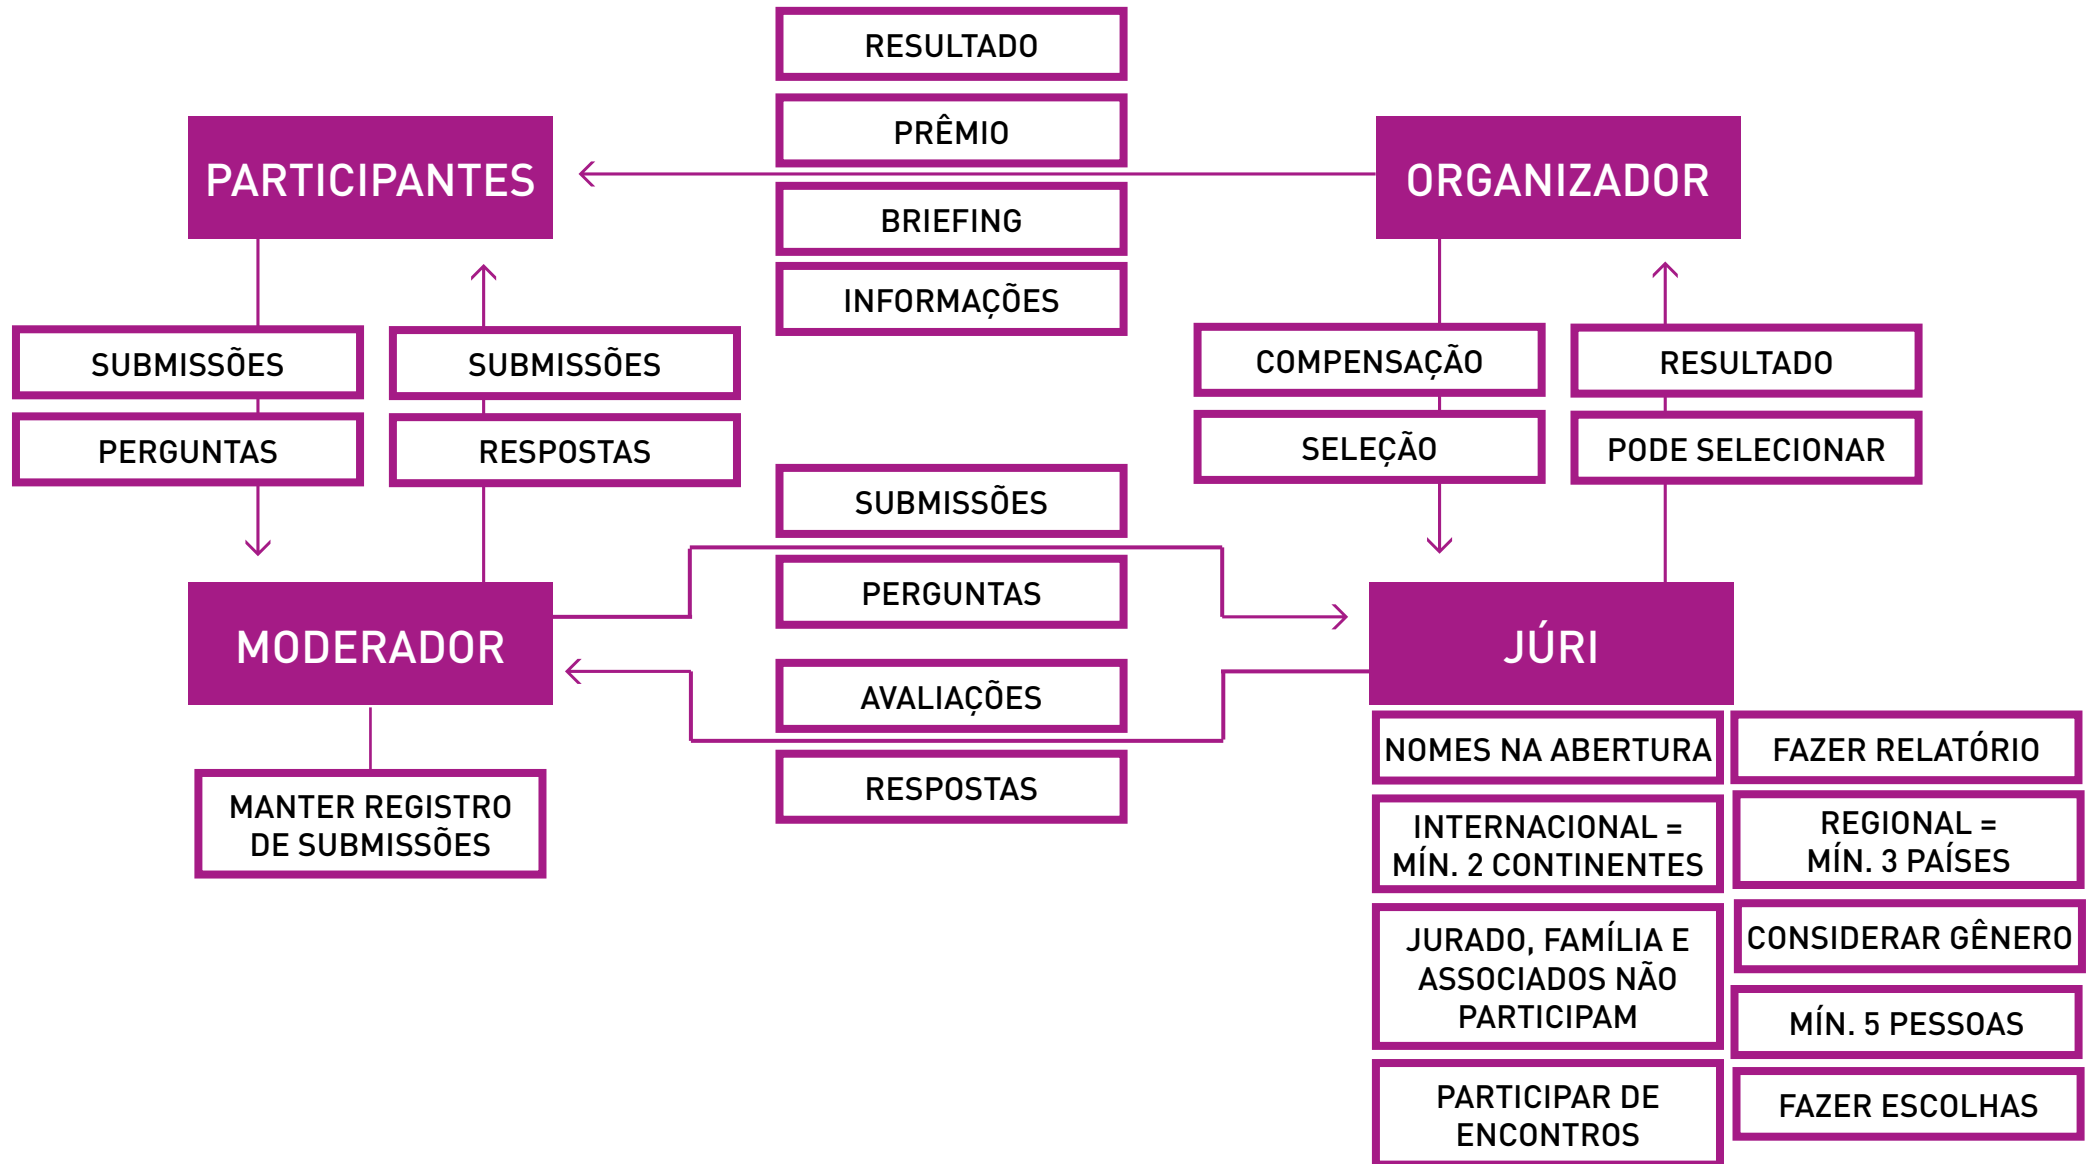 RESULTADO
PRÊMIO
PARTICIPANTES
ORGANIZADOR
BRIEFING
INFORMAÇÕES
SUBMISSÕES
SUBMISSÕES
COMPENSAÇÃO
RESULTADO
PERGUNTAS
RESPOSTAS
SELEÇÃO
PODE SELECIONAR
SUBMISSÕES
PERGUNTAS
MODERADOR
JÚRI
AVALIAÇÕES
RESPOSTAS
MANTER REGISTRO
DE SUBMISSÕES
NOMES NA ABERTURA
FAZER RELATÓRIO
INTERNACIONAL =
MÍN. 2 CONTINENTES
REGIONAL =
MÍN. 3 PAÍSES
JURADO, FAMÍLIA E
ASSOCIADOS NÃO
PARTICIPAM
CONSIDERAR GÊNERO
MÍN. 5 PESSOAS
PARTICIPAR DE
ENCONTROS
FAZER ESCOLHAS